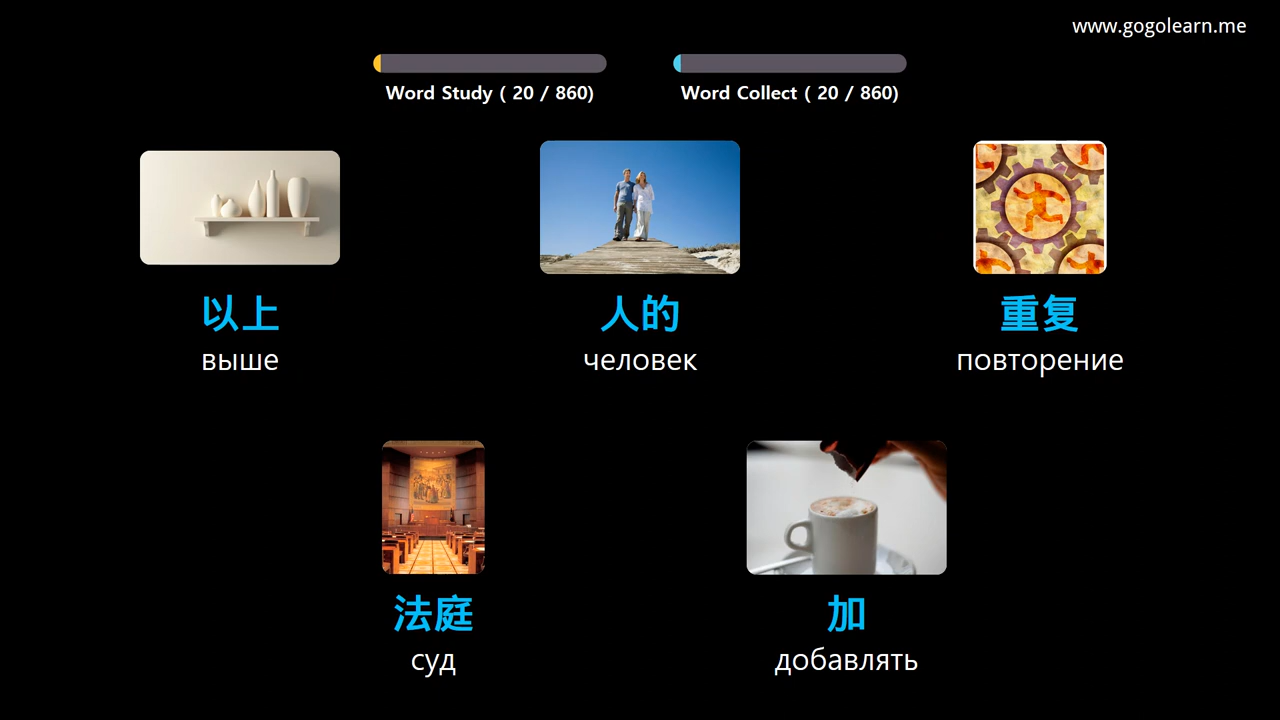 www.gogolearn.me
Word Study ( 20 / 860)
Word Collect ( 20 / 860)
以上
выше
人的
человек
重复
повторение
法庭
суд
加
добавлять